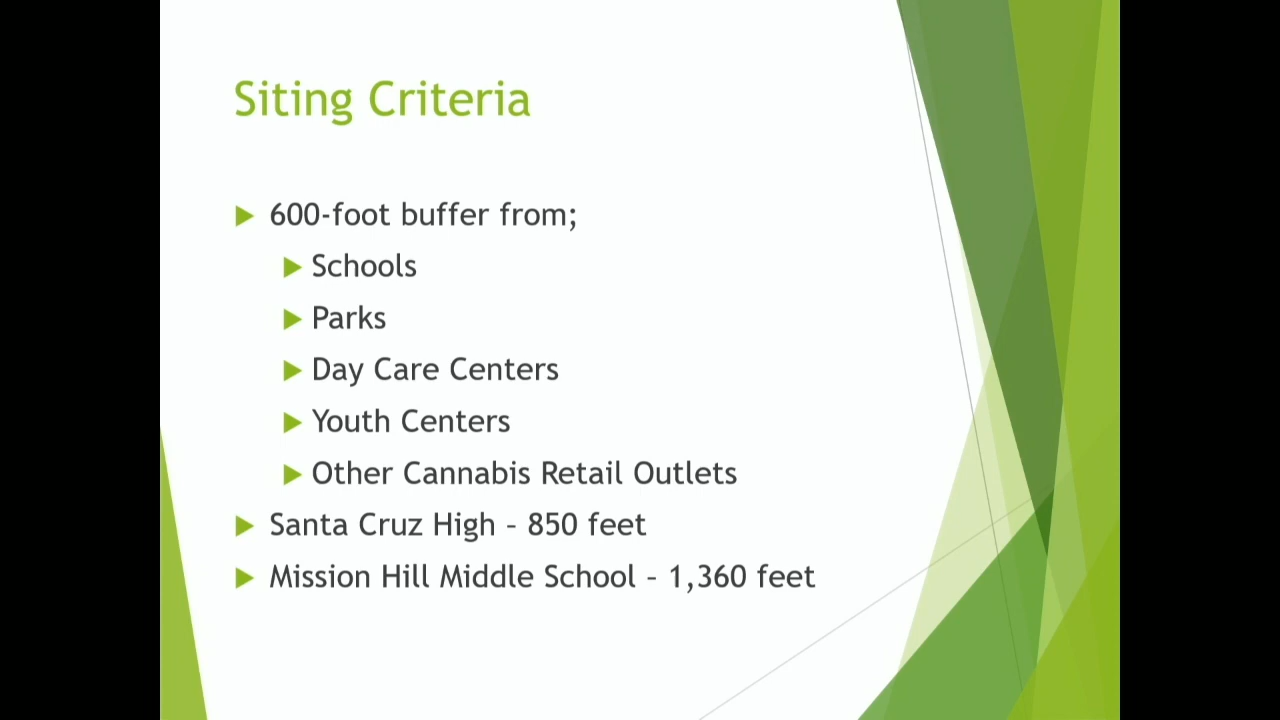 Siting Criteria
600-foot buffer from;
Schools
Parks
Day Care Centers
Youth Centers
Other Cannabis Retail Outlets
Santa Cruz High – 850 feet
Mission Hill Middle School – 1,360 feet